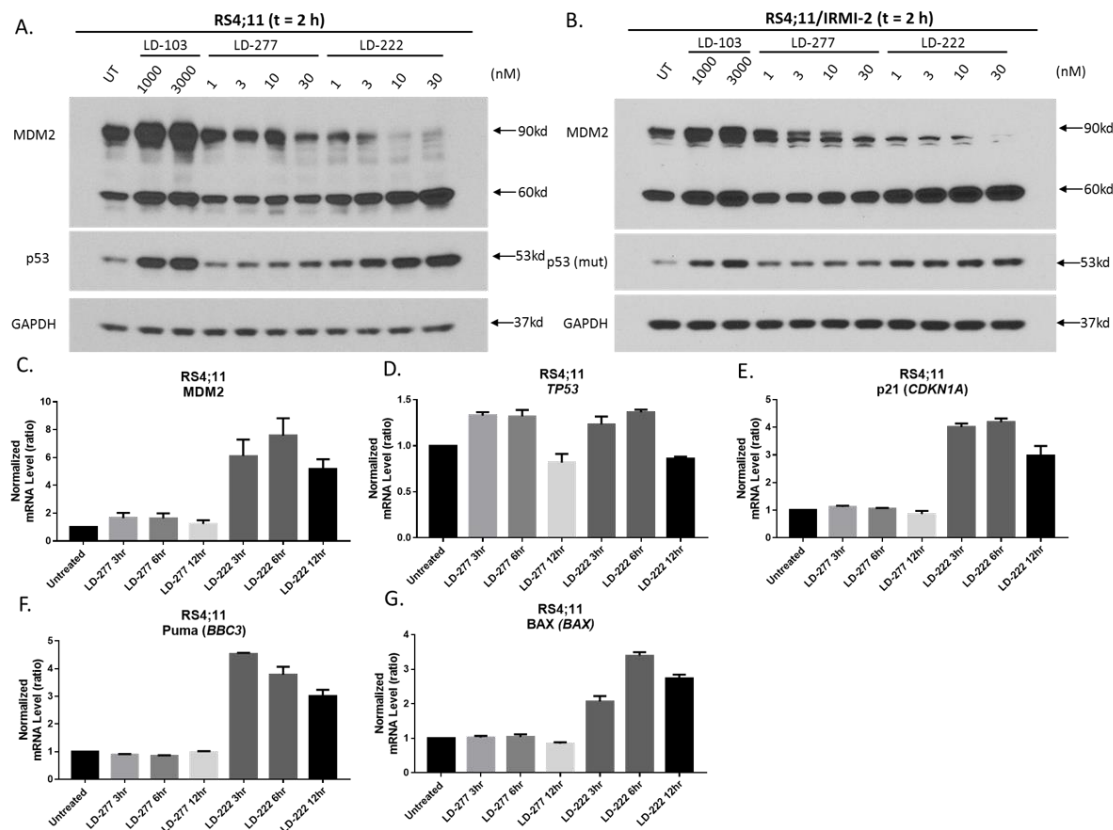 A.
RS4;11 (t = 2 h)
UT LD-103 LD-277 LD-222
1000 3000 1 3 10 30 1 3 10 30 (nM)
MDM2
90kd
60kd
p53
53kd
GAPDH
37kd
B.
RS4;11/IRMI-2 (t = 2 h)
UT LD-103 LD-277 LD-222
1000 3000 1 3 10 30 1 3 10 30 (nM)
MDM2
90kd
60kd
p53 (mut)
53kd
GAPDH
37kd
C.
RS4;11
MDM2
Normalized
mRNA Level (ratio)
10
8
6
4
2
0
Untreated
LD-277 3hr
LD-277 6hr
LD-277 12hr
LD-222 3hr
LD-222 6hr
LD-222 12hr
D.
RS4;11
TP53
Normalized
mRNA Level (ratio)
1.5
1.0
0.5
0.0
Untreated
LD-277 3hr
LD-277 6hr
LD-277 12hr
LD-222 3hr
LD-222 6hr
LD-222 12hr
E.
RS4;11
p21 (CDKN1A)
Normalized
mRNA Level (ratio)
5
4
3
2
1
0
Untreated
LD-277 3hr
LD-277 6hr
LD-277 12hr
LD-222 3hr
LD-222 6hr
LD-222 12hr
F.
RS4;11
Puma (BBC3)
Normalized
mRNA Level (ratio)
5
4
3
2
1
0
Untreated
LD-277 3hr
LD-277 6hr
LD-277 12hr
LD-222 3hr
LD-222 6hr
LD-222 12hr
G.
RS4;11
BAX (BAX)
Normalized
mRNA Level (ratio)
4
3
2
1
0
Untreated
LD-277 3hr
LD-277 6hr
LD-277 12hr
LD-222 3hr
LD-222 6hr
LD-222 12hr